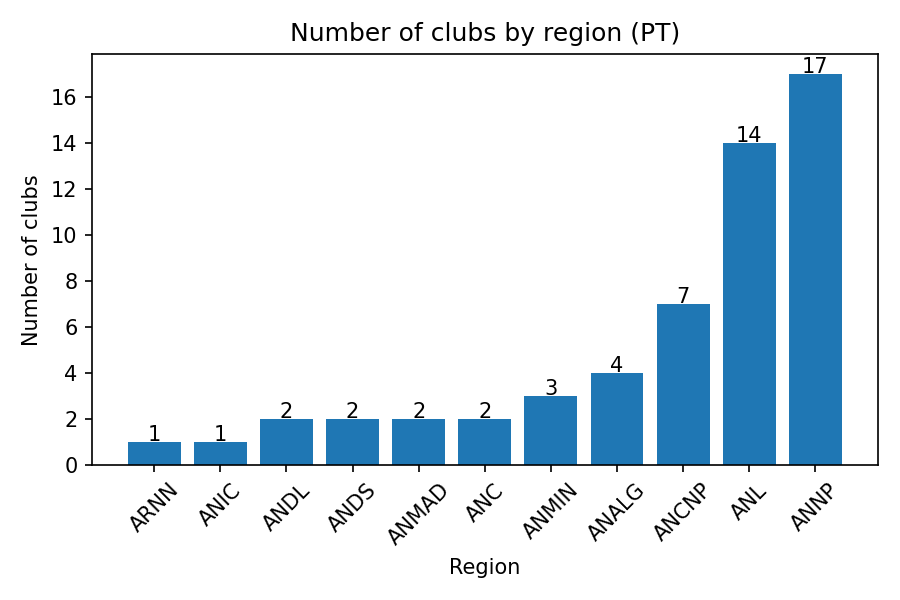 Number of clubs by region (PT)
Number of clubs
16
14
12
10
8
6
4
2
0
1
1
2
2
2
2
3
4
7
14
17
ARNN
ANIC
ANDL
ANDS
ANMAD
ANC
ANMIN
ANALG
ANCNP
ANL
ANNP
Region